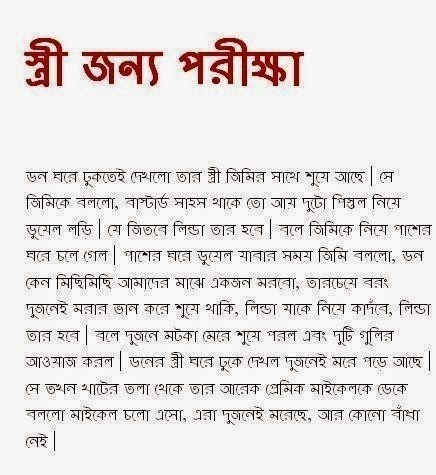 স্ত্রী জন্য পরীক্ষা
ডন ঘরে ঢুকতেই দেখলো তার স্ত্রী জিমির সাথে শুয়ে আছে | সে
জিমিকে বললো, বাস্টার্ড সাহস থাকে তো আয় দুটো পিস্তল নিয়ে
ডুয়েল লডি | যে জিতবে লিন্ডা তার হবে | বলে জিমিকে নিয়ে পাশের
ঘরে চলে গেল | পাশের ঘরে ডুয়েল যাবার সময় জিমি বললো, ডন
কেন মিছিমিছি আমাদের মাঝে একজন মরবো, তারচেয়ে বরং
দুজনেই মরার ভান করে শুয়ে থাকি, লিন্ডা যাকে নিয়ে কাদঁবে, লিন্ডা
তার হবে | বলে দুজনে মটকা মেরে শুয়ে পরল এবং দুটি গুলির
আওয়াজ করল | ডনের স্ত্রী ঘরে ঢুকে দেখল দুজনেই মরে পড়ে আছে |
সে তখন খাটের তলা থেকে তার আরেক প্রেমিক মাইকেলকে ডেকে
বললো মাইকেল চলো এসো, এরা দুজনেই মরেছে, আর কোনো বাঁধা
নেই |